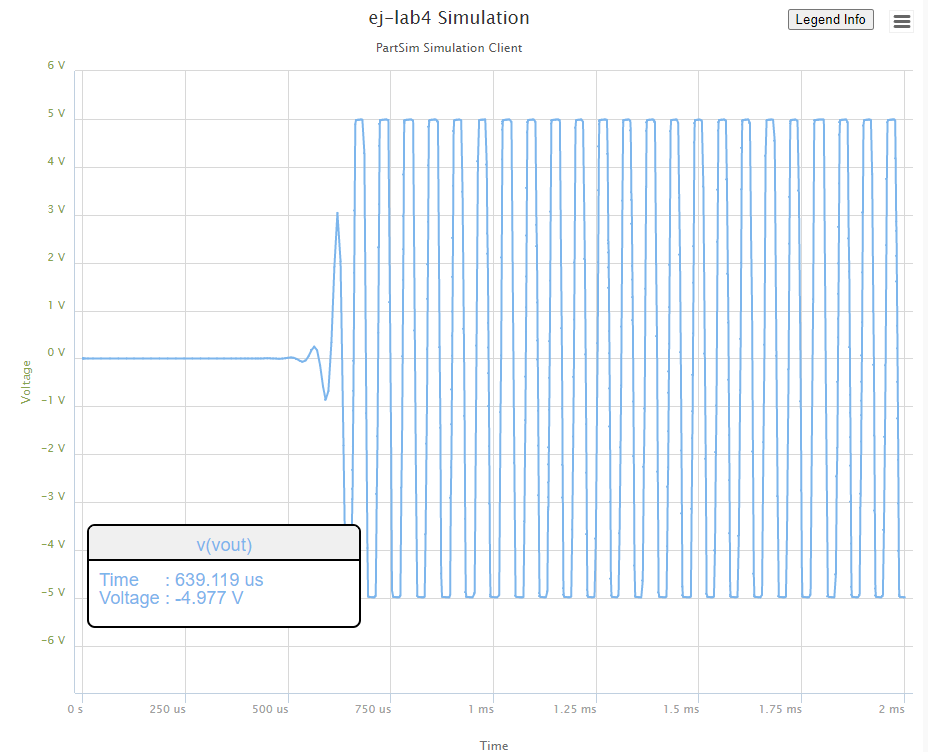 ej-lab4 Simulation
Legend Info
PartSim Simulation Client
6 V
5 V
4 V
3 V
2 V
1 V
0 V
Voltage
-1 V
-2 V
-3 V
-4 V
-5 V
-6 V
v(vout)
Time : 639.119 us
Voltage : -4.977 V
0 s 250 us 500 us 750 us 1 ms 1.25 ms 1.5 ms 1.75 ms 2 ms
Time